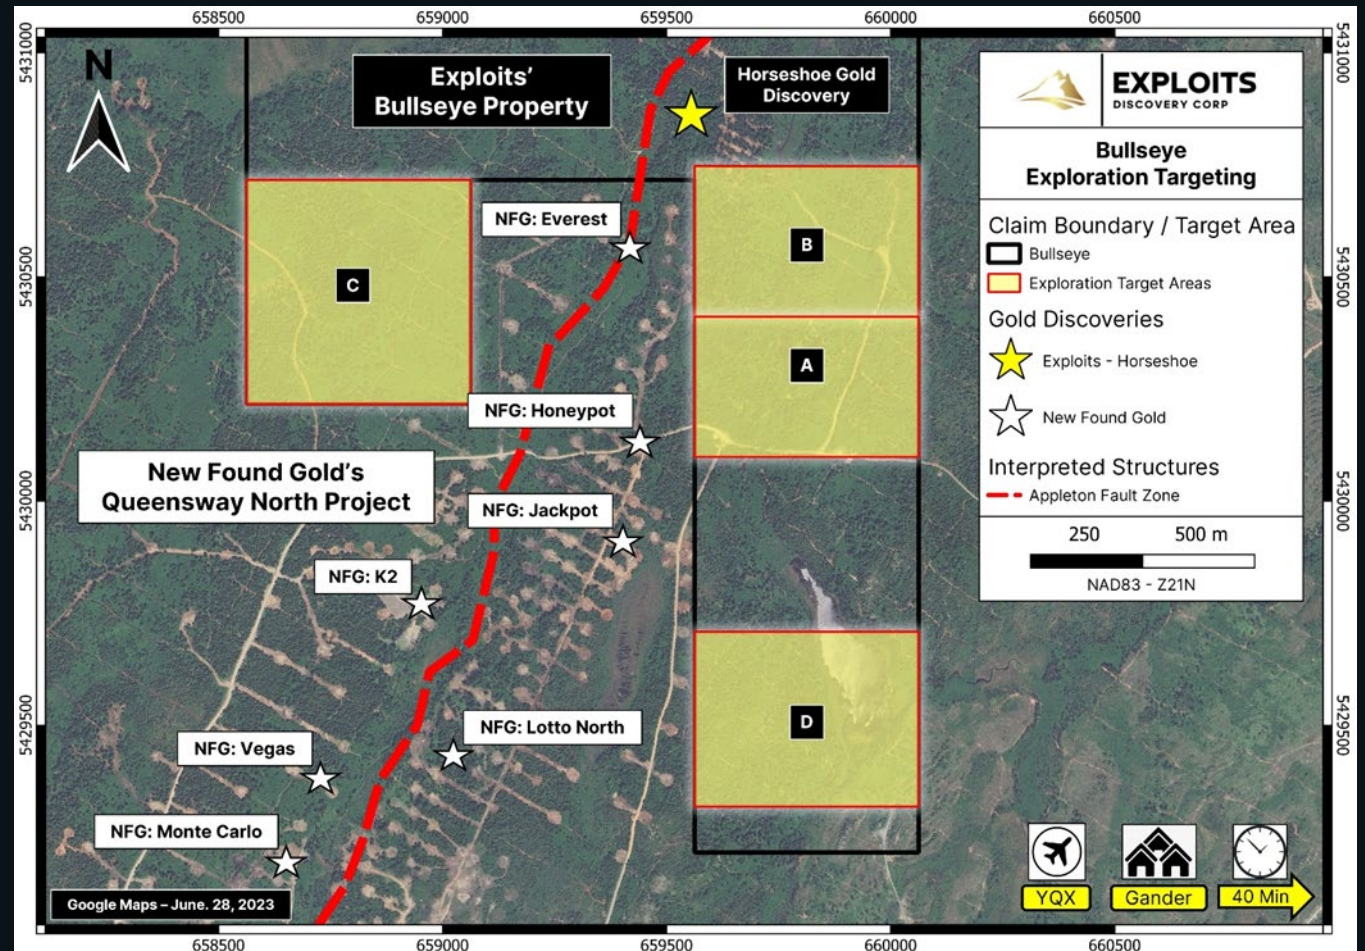 658500
659000
659500
660000
660500
5431000
5430500
5430000
5429500
5431000
5430500
5430000
5429500
N
Exploits’
Bullseye Property
Horseshoe Gold
Discovery
NFG: Everest
B
C
A
NFG: Honeypot
New Found Gold’s
Queensway North Project
NFG: Jackpot
NFG: K2
NFG: Lotto North
D
NFG: Vegas
NFG: Monte Carlo
Google Maps – June. 28, 2023
EXPLOITS
DISCOVERY CORP
Bullseye
Exploration Targeting
Claim Boundary / Target Area
Bullseye
Exploration Target Areas
Gold Discoveries
Exploits - Horseshoe
New Found Gold
Interpreted Structures
Appleton Fault Zone
250 500 m
NAD83 - Z21N
YQX
Gander
40 Min
658500
659000
659500
660000
660500